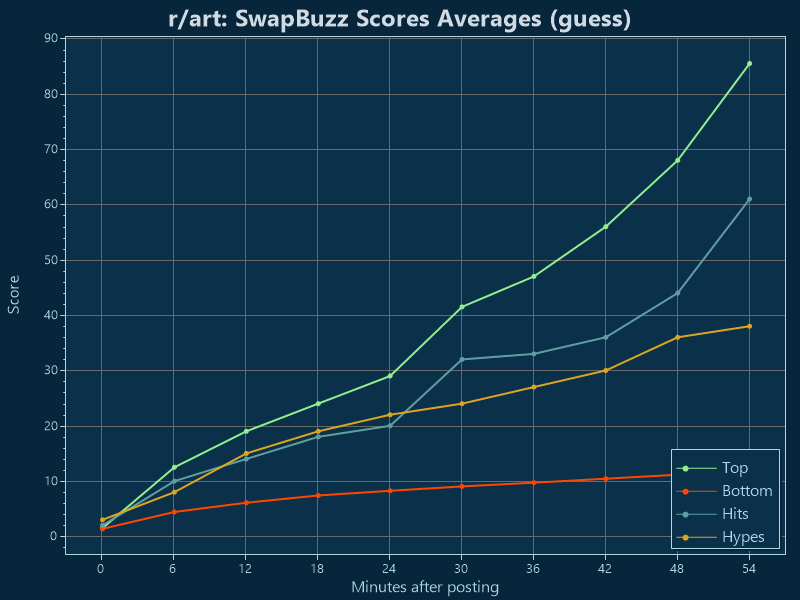 r/art: SwapBuzz Scores Averages (guess)
90
80
70
60
50
40
30
20
10
0
Score
Top
Bottom
Hits
Hypes
0 6 12 18 24 30 36 42 48 54
Minutes after posting